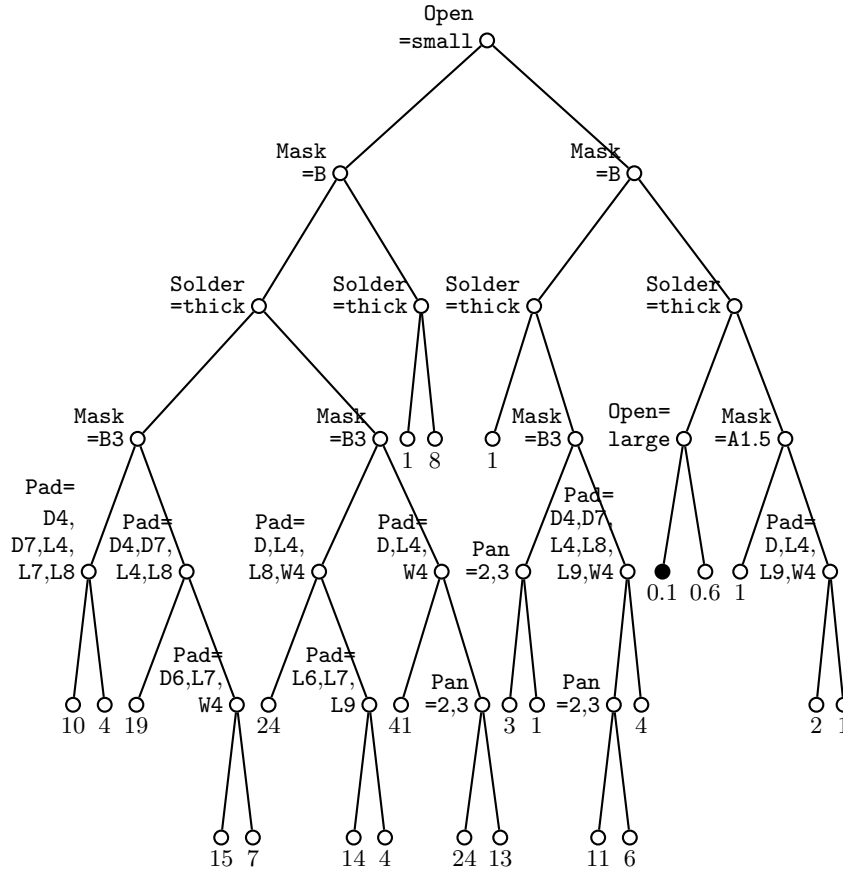 Open
=small
Mask
=B
Mask
=B
Solder
=thick
Solder
=thick
Solder
=thick
Solder
=thick
Mask
=B3
Mask
=B3
1
8
1
Mask
=B3
Open=
large
Mask
=A1.5
Pad=
D4,
D7,L4,
L7,L8
Pad=
D4,D7,
L4,L8
Pad=
D,L4,
L8,W4
Pad=
D,L4,
W4
Pan
=2,3
Pad=
D4,D7,
L4,L8,
L9,W4
0.1
0.6
1
Pad=
D,L4,
L9,W4
10
4
19
Pad=
D6,L7,
W4
24
Pad=
L6,L7,
L9
41
Pan
=2,3
3
1
Pan
=2,3
4
2
1
15
7
14
4
24
13
11
6